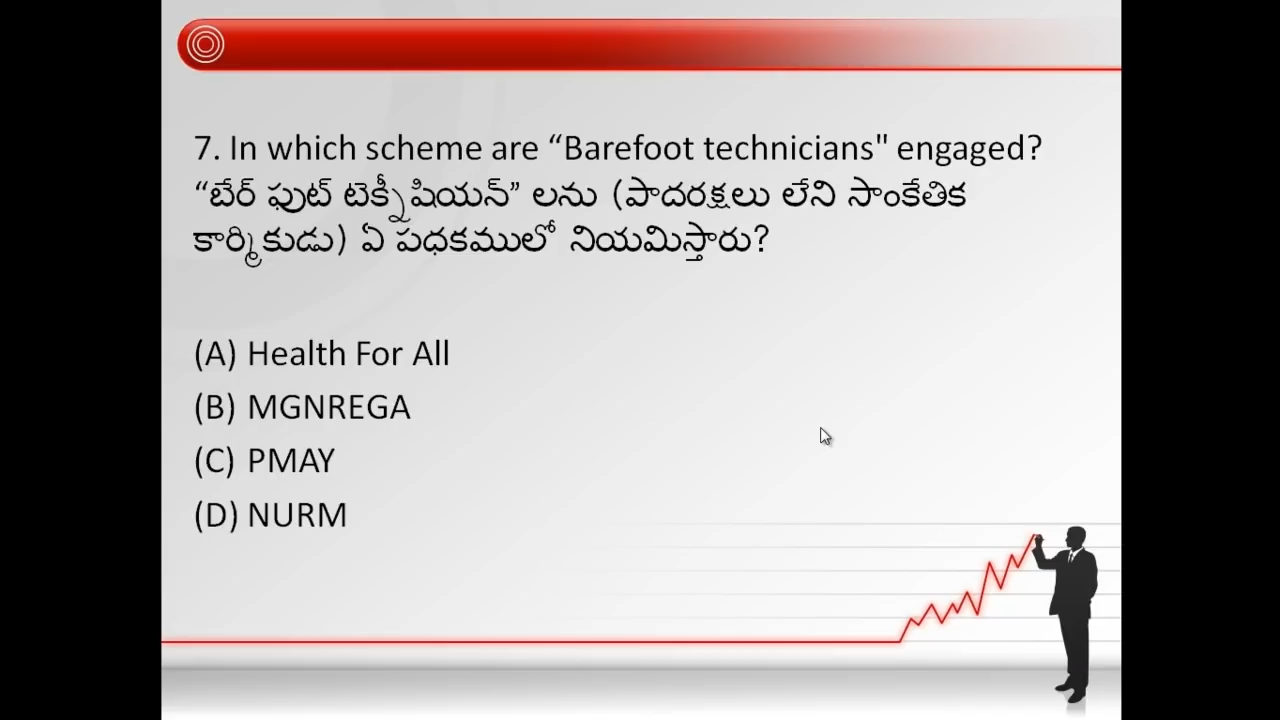 7. In which scheme are “Barefoot technicians" engaged?
“బేర్ ఫుట్ టెక్నీషియన్” లను (పాదరక్షలు లేని సాంకేతిక
కార్మికుడు) ఏ పధకములో నియమిస్తారు?
(A) Health For All
(B) MGNREGA
(C) PMAY
(D) NURM